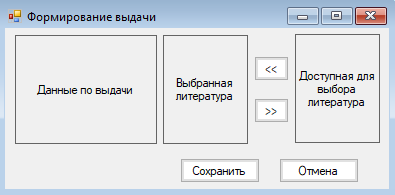 Формирование выдачи
Данные по выдачи
Выбранная
литература
<<
>>
Доступная для
выбора
литература
Сохранить
Отмена